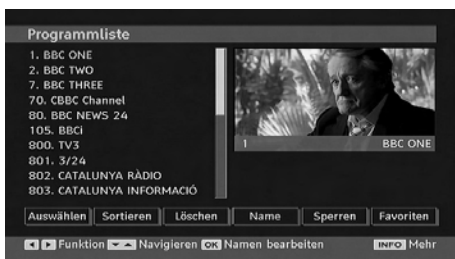 Programmliste
1. BBC ONE
2. BBC TWO
7. BBC THREE
70. CBBC Channel
80. BBC NEWS 24
105. BBCi
800. TV3
801. 3/24
802. CATALUNYA RÀDIO
803. CATALUNYA INFORMACIÓ
1 BBC ONE
Auswählen Sortieren Löschen Name Sperren Favoriten
Funktion Navigieren OK Namen bearbeiten INFO Mehr